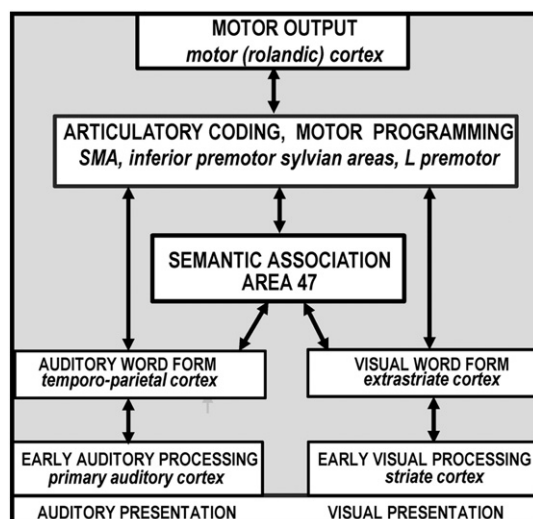 MOTOR OUTPUT
motor (rolandic) cortex
ARTICULATORY CODING, MOTOR PROGRAMMING
SMA, inferior premotor sylvian areas, L premotor
SEMANTIC ASSOCIATION
AREA 47
AUDITORY WORD FORM
temporo-parietal cortex
VISUAL WORD FORM
extrastriate cortex
EARLY AUDITORY PROCESSING
primary auditory cortex
EARLY VISUAL PROCESSING
striate cortex
AUDITORY PRESENTATION
VISUAL PRESENTATION